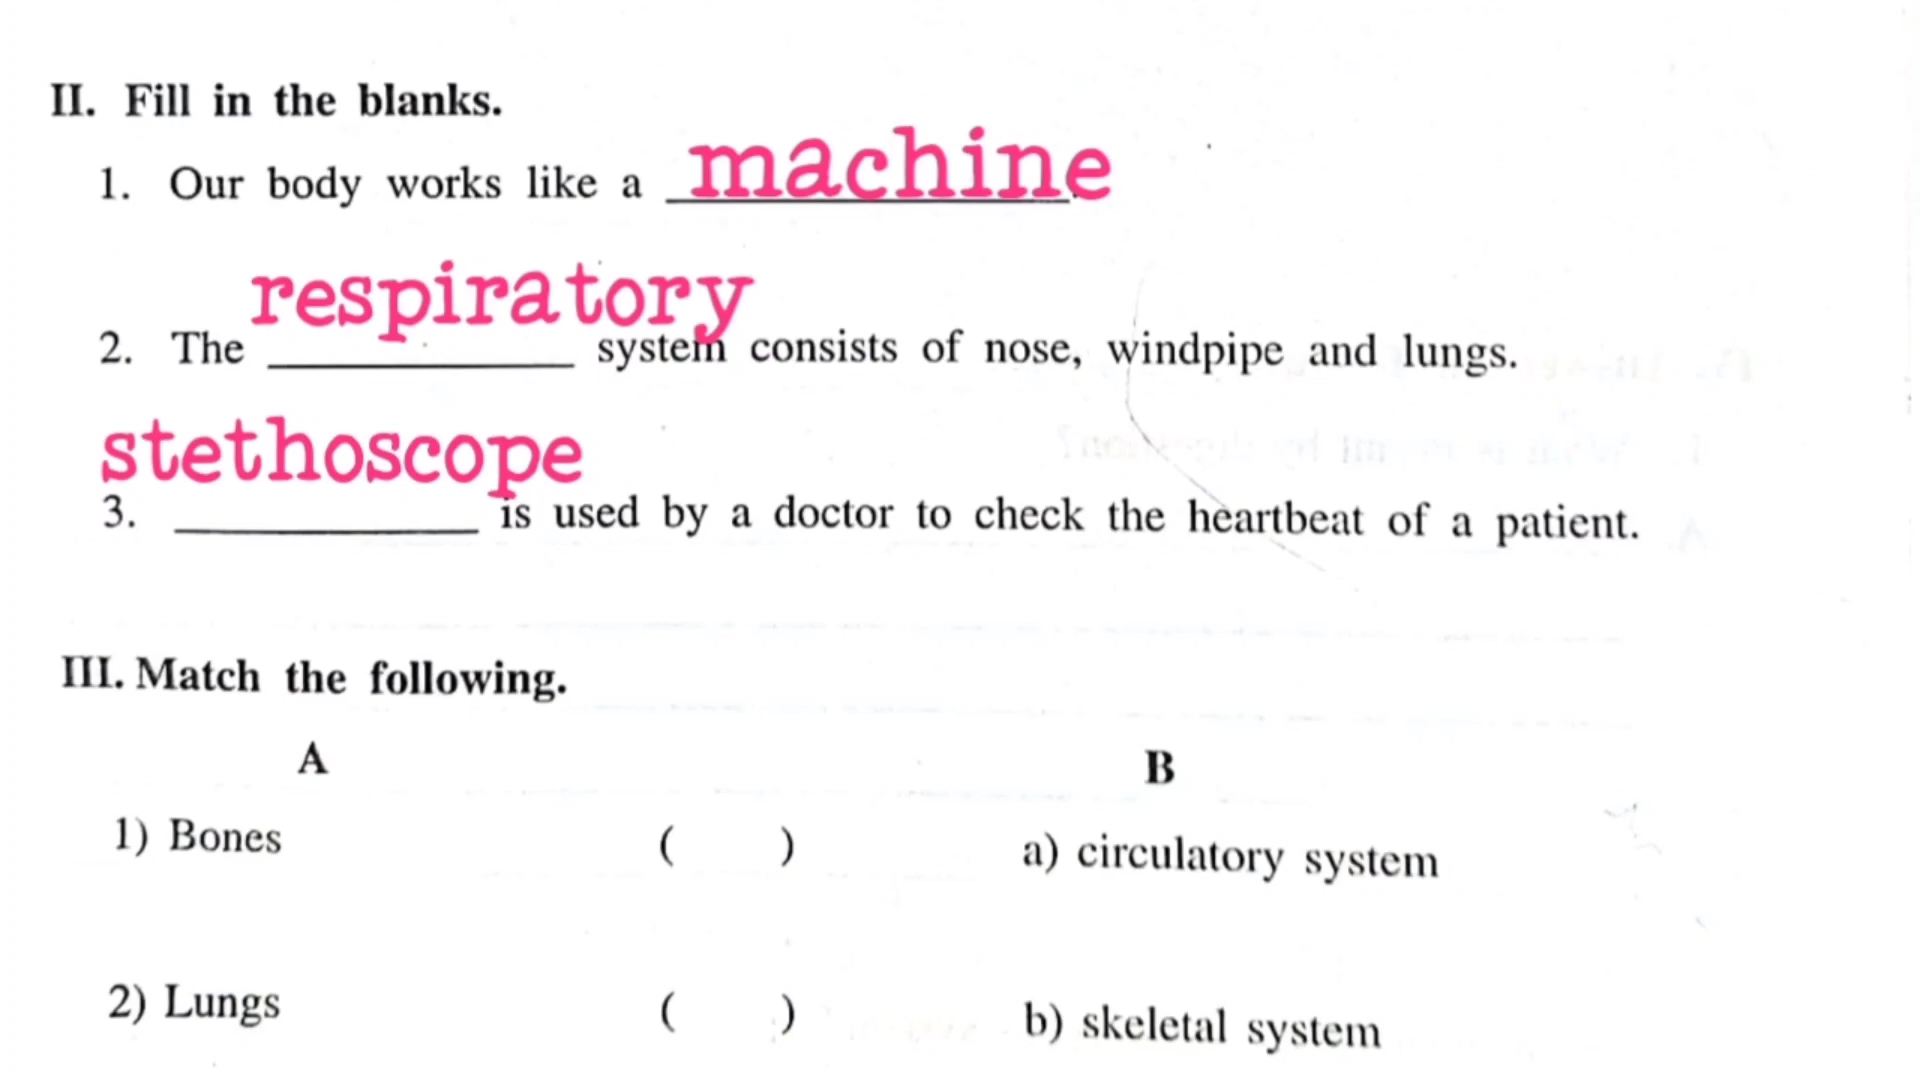 II. Fill in the blanks.
1. Our body works like a machine.
respiratory
2. The ____________ system consists of nose, windpipe and lungs.
stethoscope
3. ____________ is used by a doctor to check the heartbeat of a patient.
III. Match the following.
A B
1) Bones ( ) a) circulatory system
2) Lungs ( ) b) skeletal system